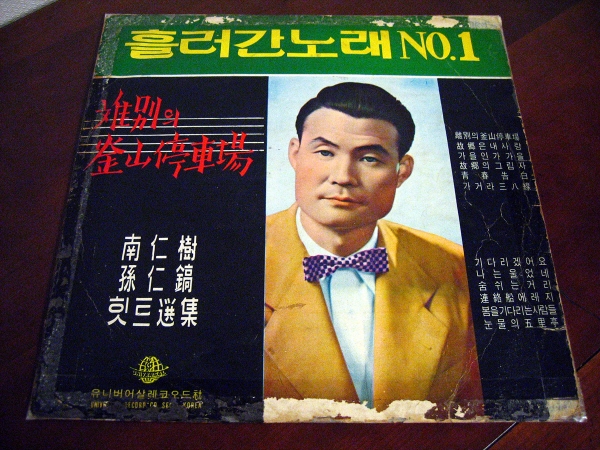 흘러간노래 NO.1
離別의
釜山停車場
南仁樹
孫仁鎬
힛트選集
離別의釜山停車場
故鄕은내사랑
가을인가가을
故鄕의그림자
靑春告白
가거라三八線
기다리겠어요
나는울었네
숨쉬는거리
連絡船에레지
봄을기다리는사람들
눈물의五里亭
유니버어살레코오드社
KOREA